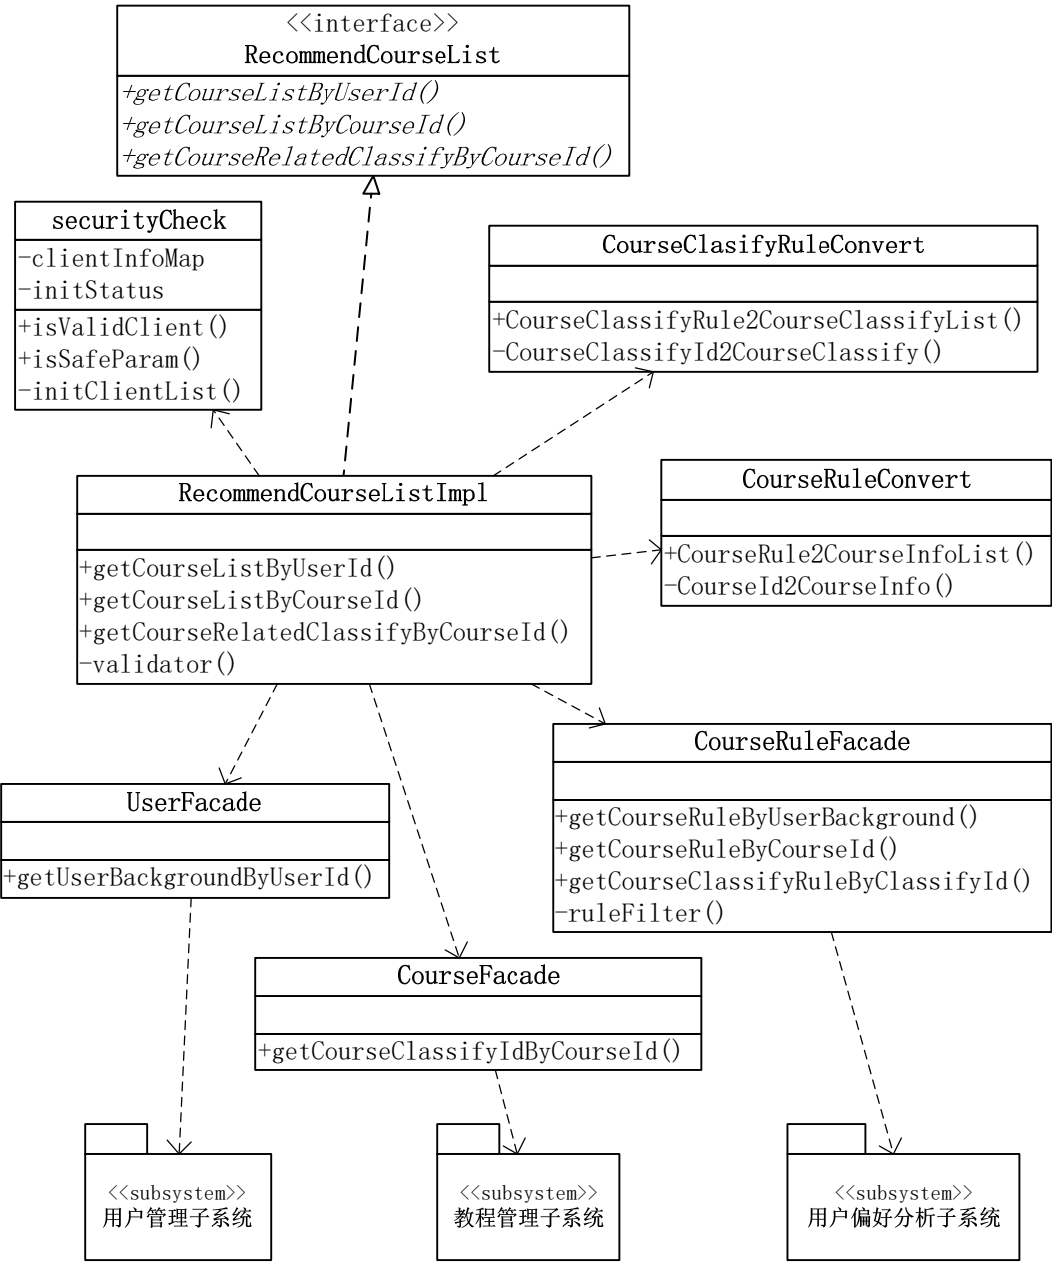 <<interface>>
RecommendCourseList
+getCourseListByUserId()
+getCourseListByCourseId()
+getCourseRelatedClassifyByCourseId()
securityCheck
-clientInfoMap
-initStatus
+isValidClient()
+isSafeParam()
-initClientList()
CourseClasifyRuleConvert
+CourseClassifyRule2CourseClassifyList()
-CourseClassifyId2CourseClassify()
RecommendCourseListImpl
+getCourseListByUserId()
+getCourseListByCourseId()
+getCourseRelatedClassifyByCourseId()
-validator()
CourseRuleConvert
+CourseRule2CourseInfoList()
-CourseId2CourseInfo()
UserFacade
+getUserBackgroundByUserId()
CourseRuleFacade
+getCourseRuleByUserBackground()
+getCourseRuleByCourseId()
+getCourseClassifyRuleByClassifyId()
-ruleFilter()
CourseFacade
+getCourseClassifyIdByCourseId()
<<subsystem>>
用户管理子系统
<<subsystem>>
教程管理子系统
<<subsystem>>
用户偏好分析子系统